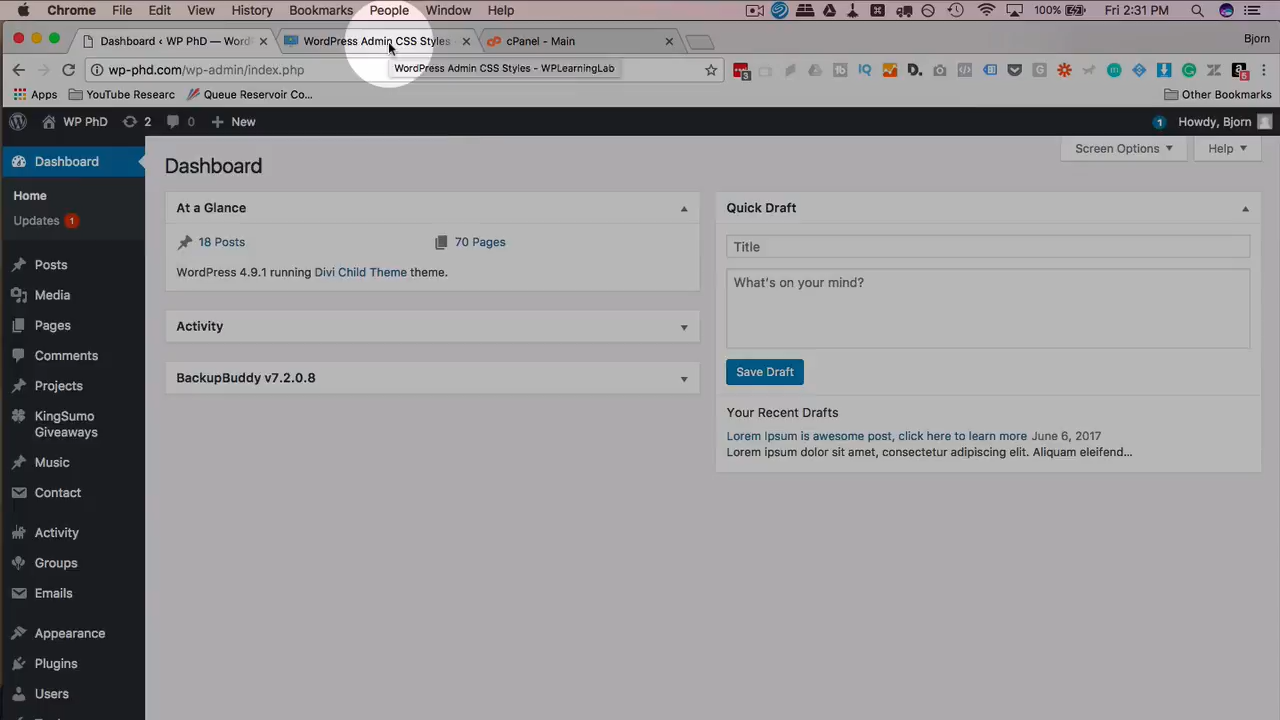 Chrome File Edit View History Bookmarks People Window Help 100% Fri 2:31 PM
Dashboard ‹ WP PhD — Word WordPress Admin CSS Styles - cPanel - Main Bjorn
wp-phd.com/wp-admin/index.php
WordPress Admin CSS Styles - WPLearningLab
Apps YouTube Researc Queue Reservoir Co... Other Bookmarks
WP PhD 2 0 New 1 Howdy, Bjorn
Dashboard
Home
Updates 1
Posts
Media
Pages
Comments
Projects
KingSumo
Giveaways
Music
Contact
Activity
Groups
Emails
Appearance
Plugins
Users
Screen Options Help
Dashboard
At a Glance
18 Posts 70 Pages
WordPress 4.9.1 running Divi Child Theme theme.
Activity
BackupBuddy v7.2.0.8
Quick Draft
Title
What's on your mind?
Save Draft
Your Recent Drafts
Lorem Ipsum is awesome post, click here to learn more June 6, 2017
Lorem ipsum dolor sit amet, consectetur adipiscing elit. Aliquam eleifend...